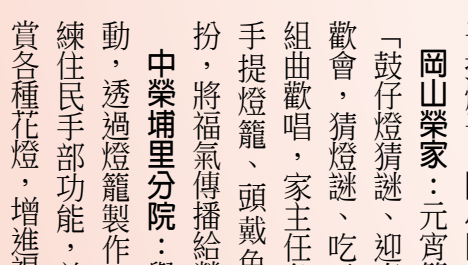 岡山榮家：元宵
「鼓仔燈猜謎、迎
歡會，猜燈謎、吃
組曲歡唱，家主任
手提燈籠、頭戴
扮，將福氣傳播給
中榮埔里分院：
動，透過燈籠製作
練住民手部功能，
賞各種花燈，增進